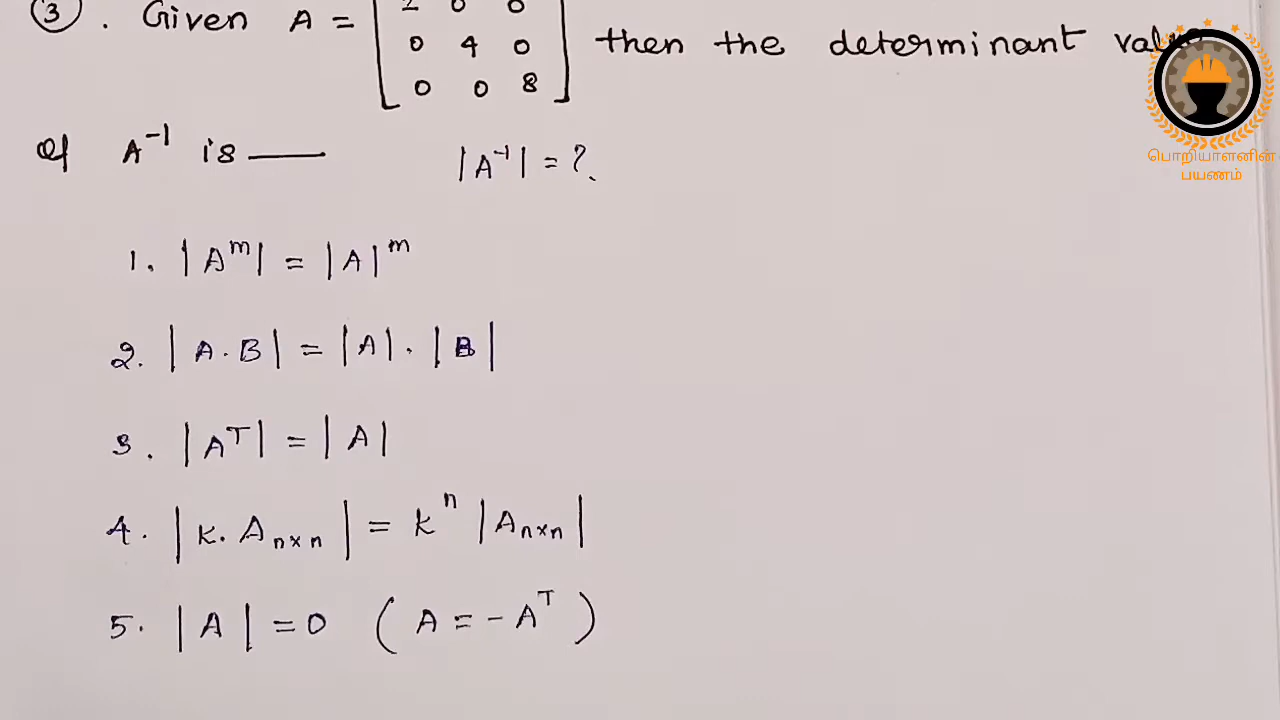 ③. Given A = [2 0 0
0 4 0
0 0 8] then the determinant value
of A⁻¹ is —— |A⁻¹| = ?
1. |Aᵐ| = |A|ᵐ
2. |A·B| = |A|·|B|
3. |Aᵀ| = |A|
4. |K·Aₙₓₙ| = Kⁿ |Aₙₓₙ|
5. |A| = 0 (A = -Aᵀ)
பொறியாளனின்
பயணம்